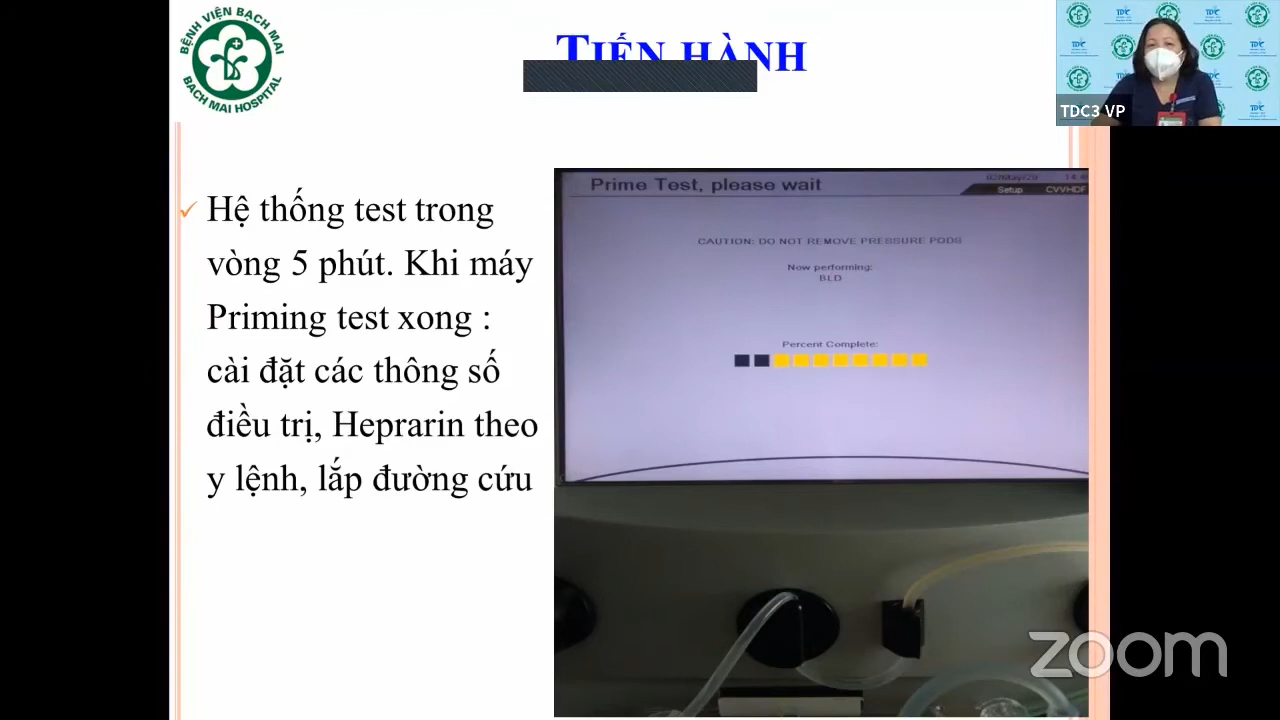 BỆNH VIỆN BẠCH MAI
BACH MAI HOSPITAL
TIẾN HÀNH
TDC3 VP
Hệ thống test trong
vòng 5 phút. Khi máy
Priming test xong :
cài đặt các thông số
điều trị, Heprarin theo
y lệnh, lắp đường cứu
Prime Test, please wait
Setup CVVHDF
CAUTION: DO NOT REMOVE PRESSURE PODS
Now performing:
BLD
Percent Complete:
zoom